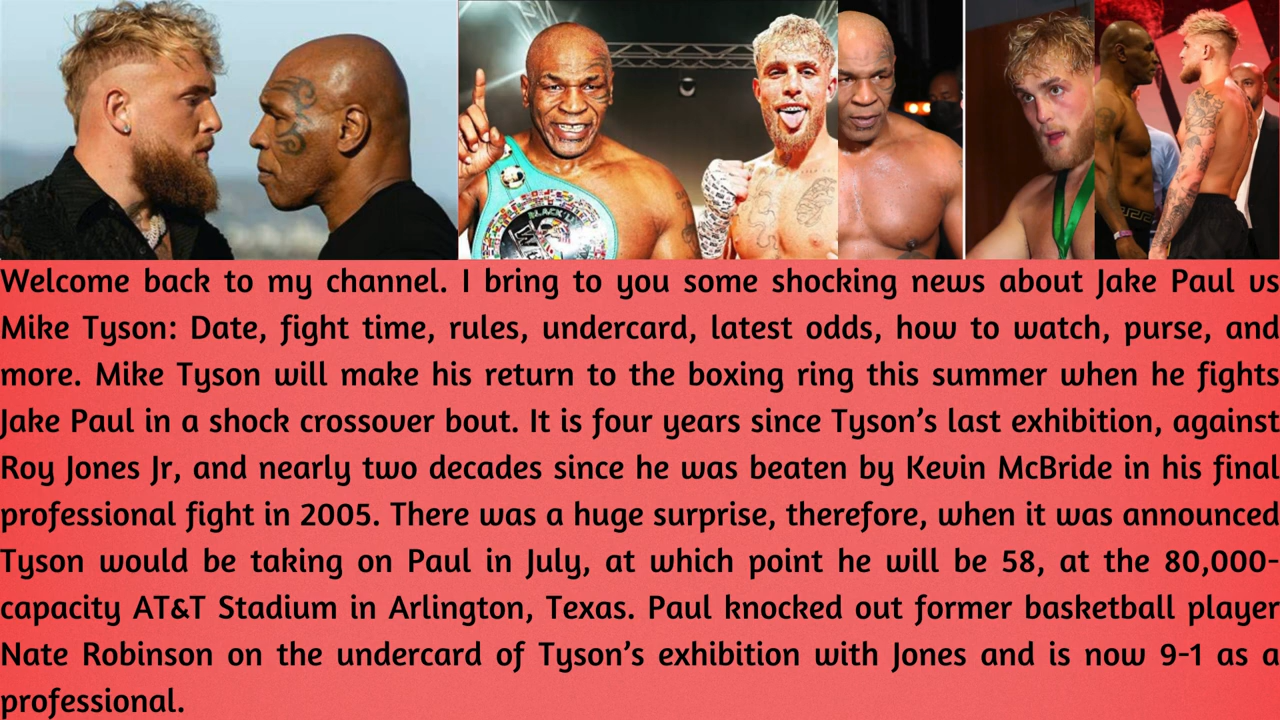 BLACK
Welcome back to my channel. I bring to you some shocking news about Jake Paul vs
Mike Tyson: Date, fight time, rules, undercard, latest odds, how to watch, purse, and
more. Mike Tyson will make his return to the boxing ring this summer when he fights
Jake Paul in a shock crossover bout. It is four years since Tyson’s last exhibition, against
Roy Jones Jr, and nearly two decades since he was beaten by Kevin McBride in his final
professional fight in 2005. There was a huge surprise, therefore, when it was announced
Tyson would be taking on Paul in July, at which point he will be 58, at the 80,000-
capacity AT&T Stadium in Arlington, Texas. Paul knocked out former basketball player
Nate Robinson on the undercard of Tyson’s exhibition with Jones and is now 9-1 as a
professional.